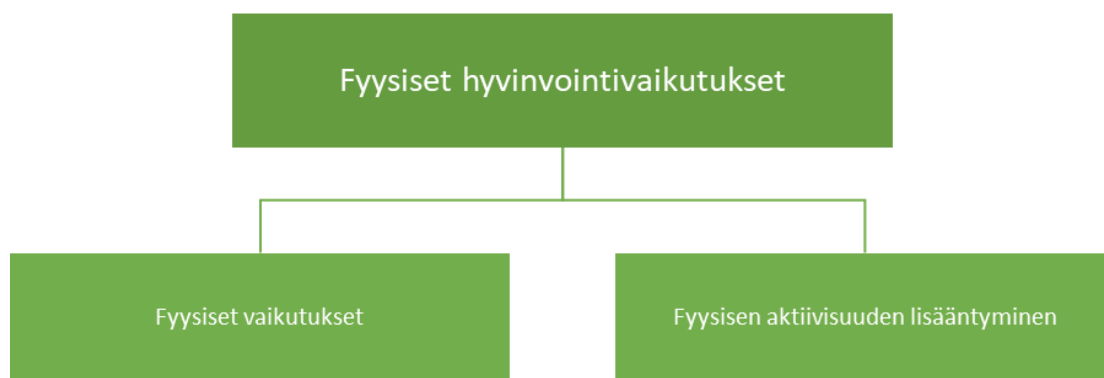 Fyysiset hyvinvointivaikutukset
Fyysiset vaikutukset
Fyysisen aktiivisuuden lisääntyminen